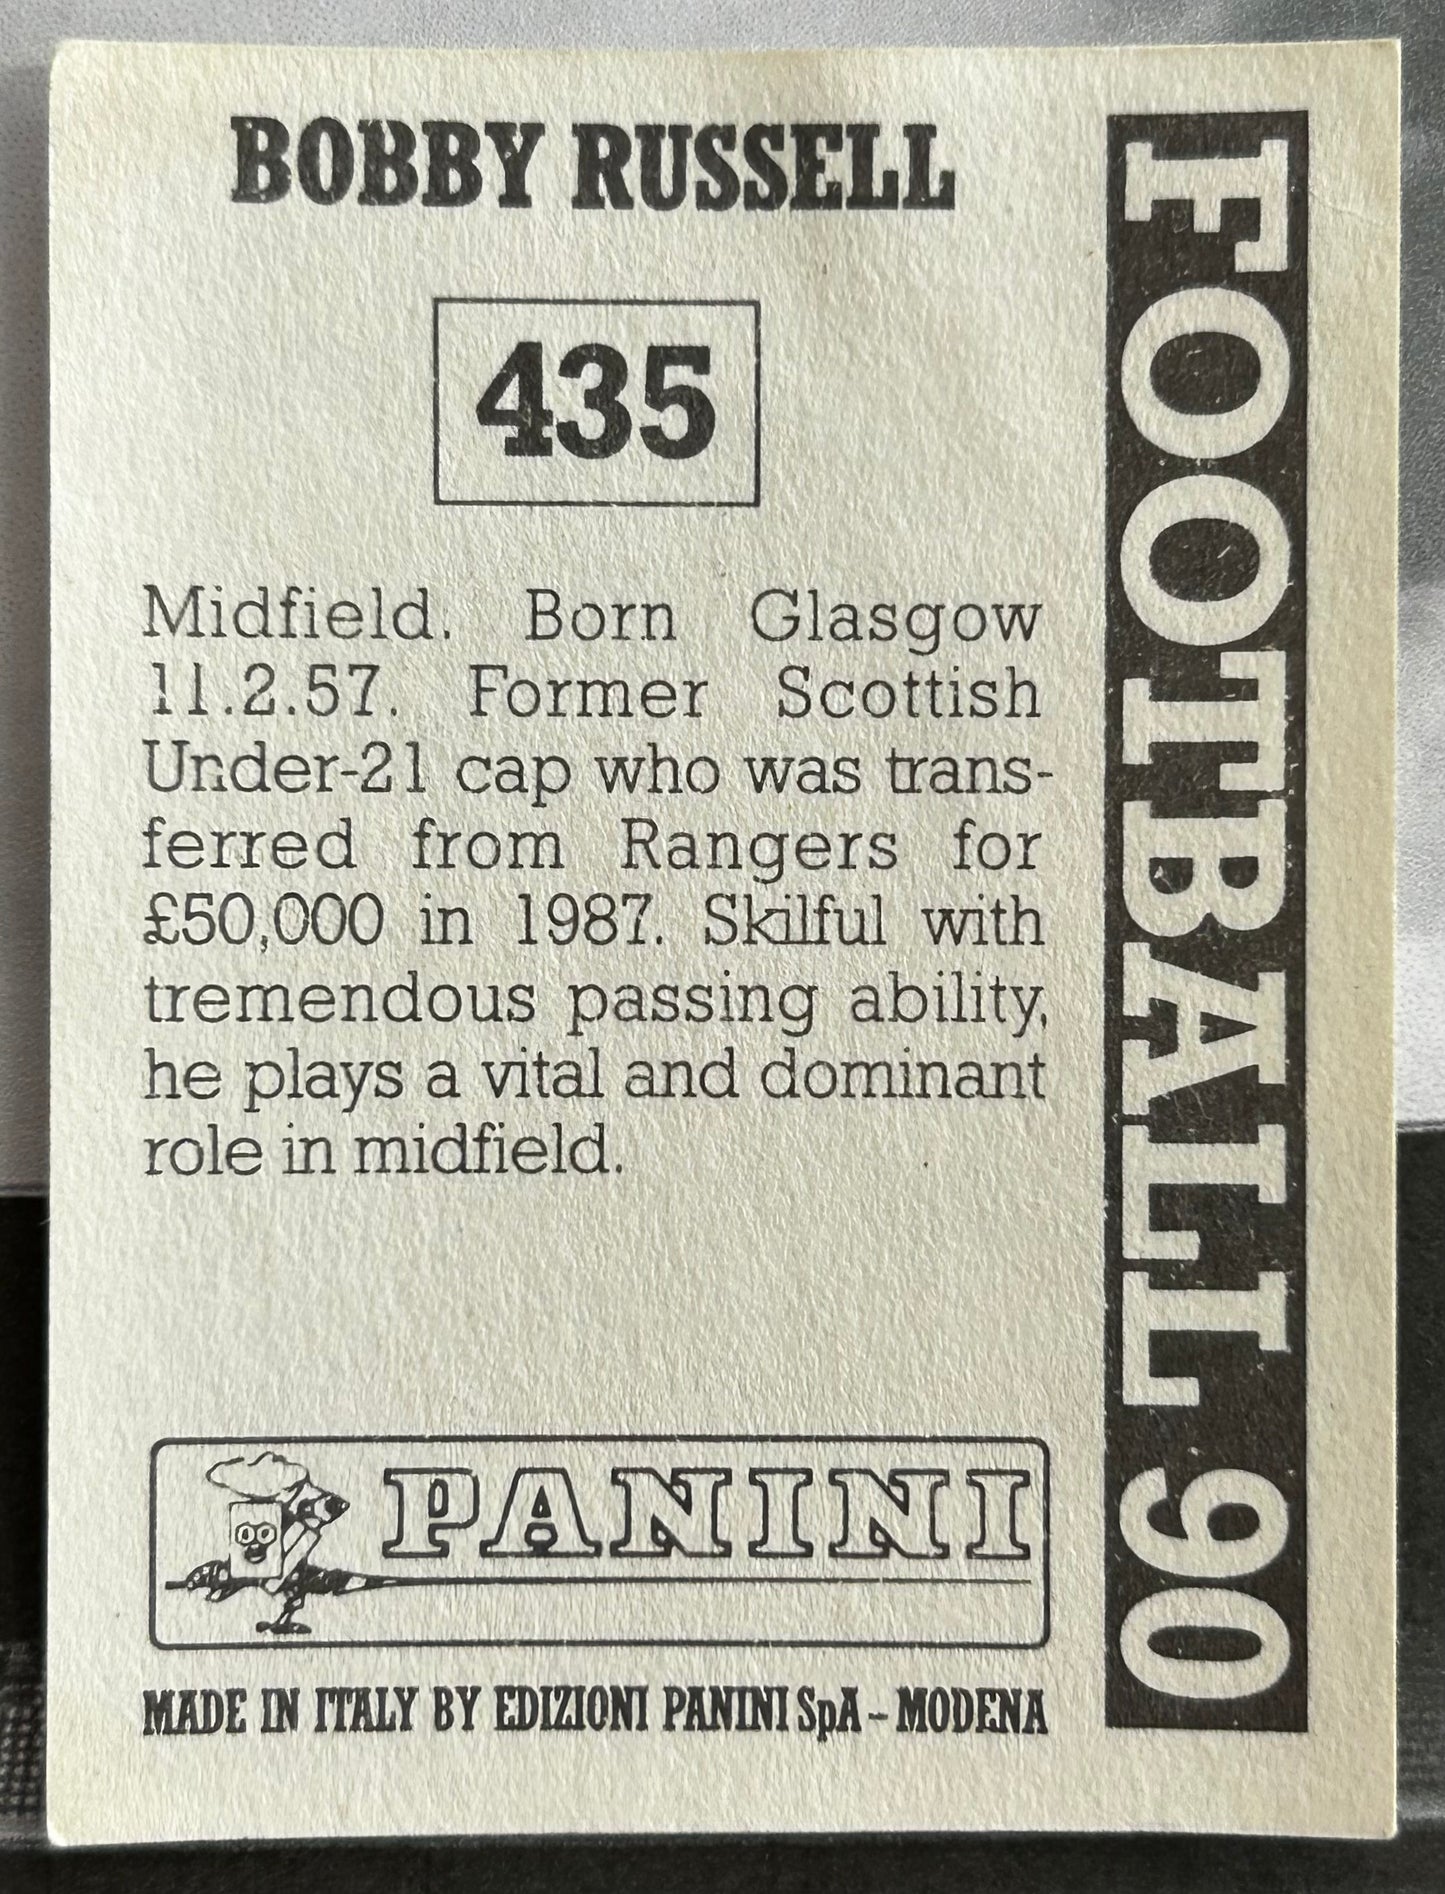 BOBBY RUSSELL
435
Midfield. Born Glasgow
11.2.57. Former Scottish
Under-21 cap who was trans-
ferred from Rangers for
£50,000 in 1987. Skilful with
tremendous passing ability,
he plays a vital and dominant
role in midfield.
PANINI
MADE IN ITALY BY EDIZIONI PANINI SpA - MODENA
FOOTBALL 90